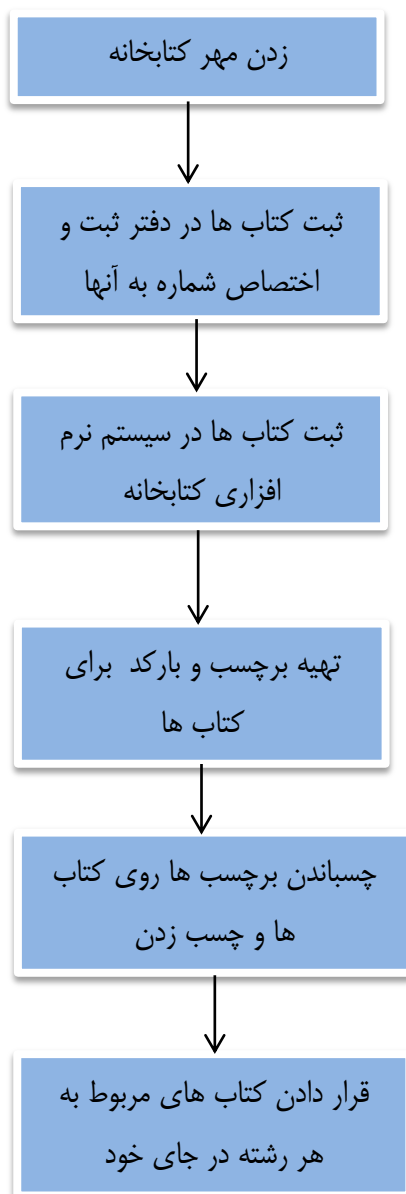 زدن مهر کتابخانه
ثبت کتاب ها در دفتر ثبت و
اختصاص شماره به آنها
ثبت کتاب ها در سیستم نرم
افزاری کتابخانه
تهیه برچسب و بارکد برای
کتاب ها
چسباندن برچسب ها روی کتاب
ها و چسب زدن
قرار دادن کتاب های مربوط به
هر رشته در جای خود